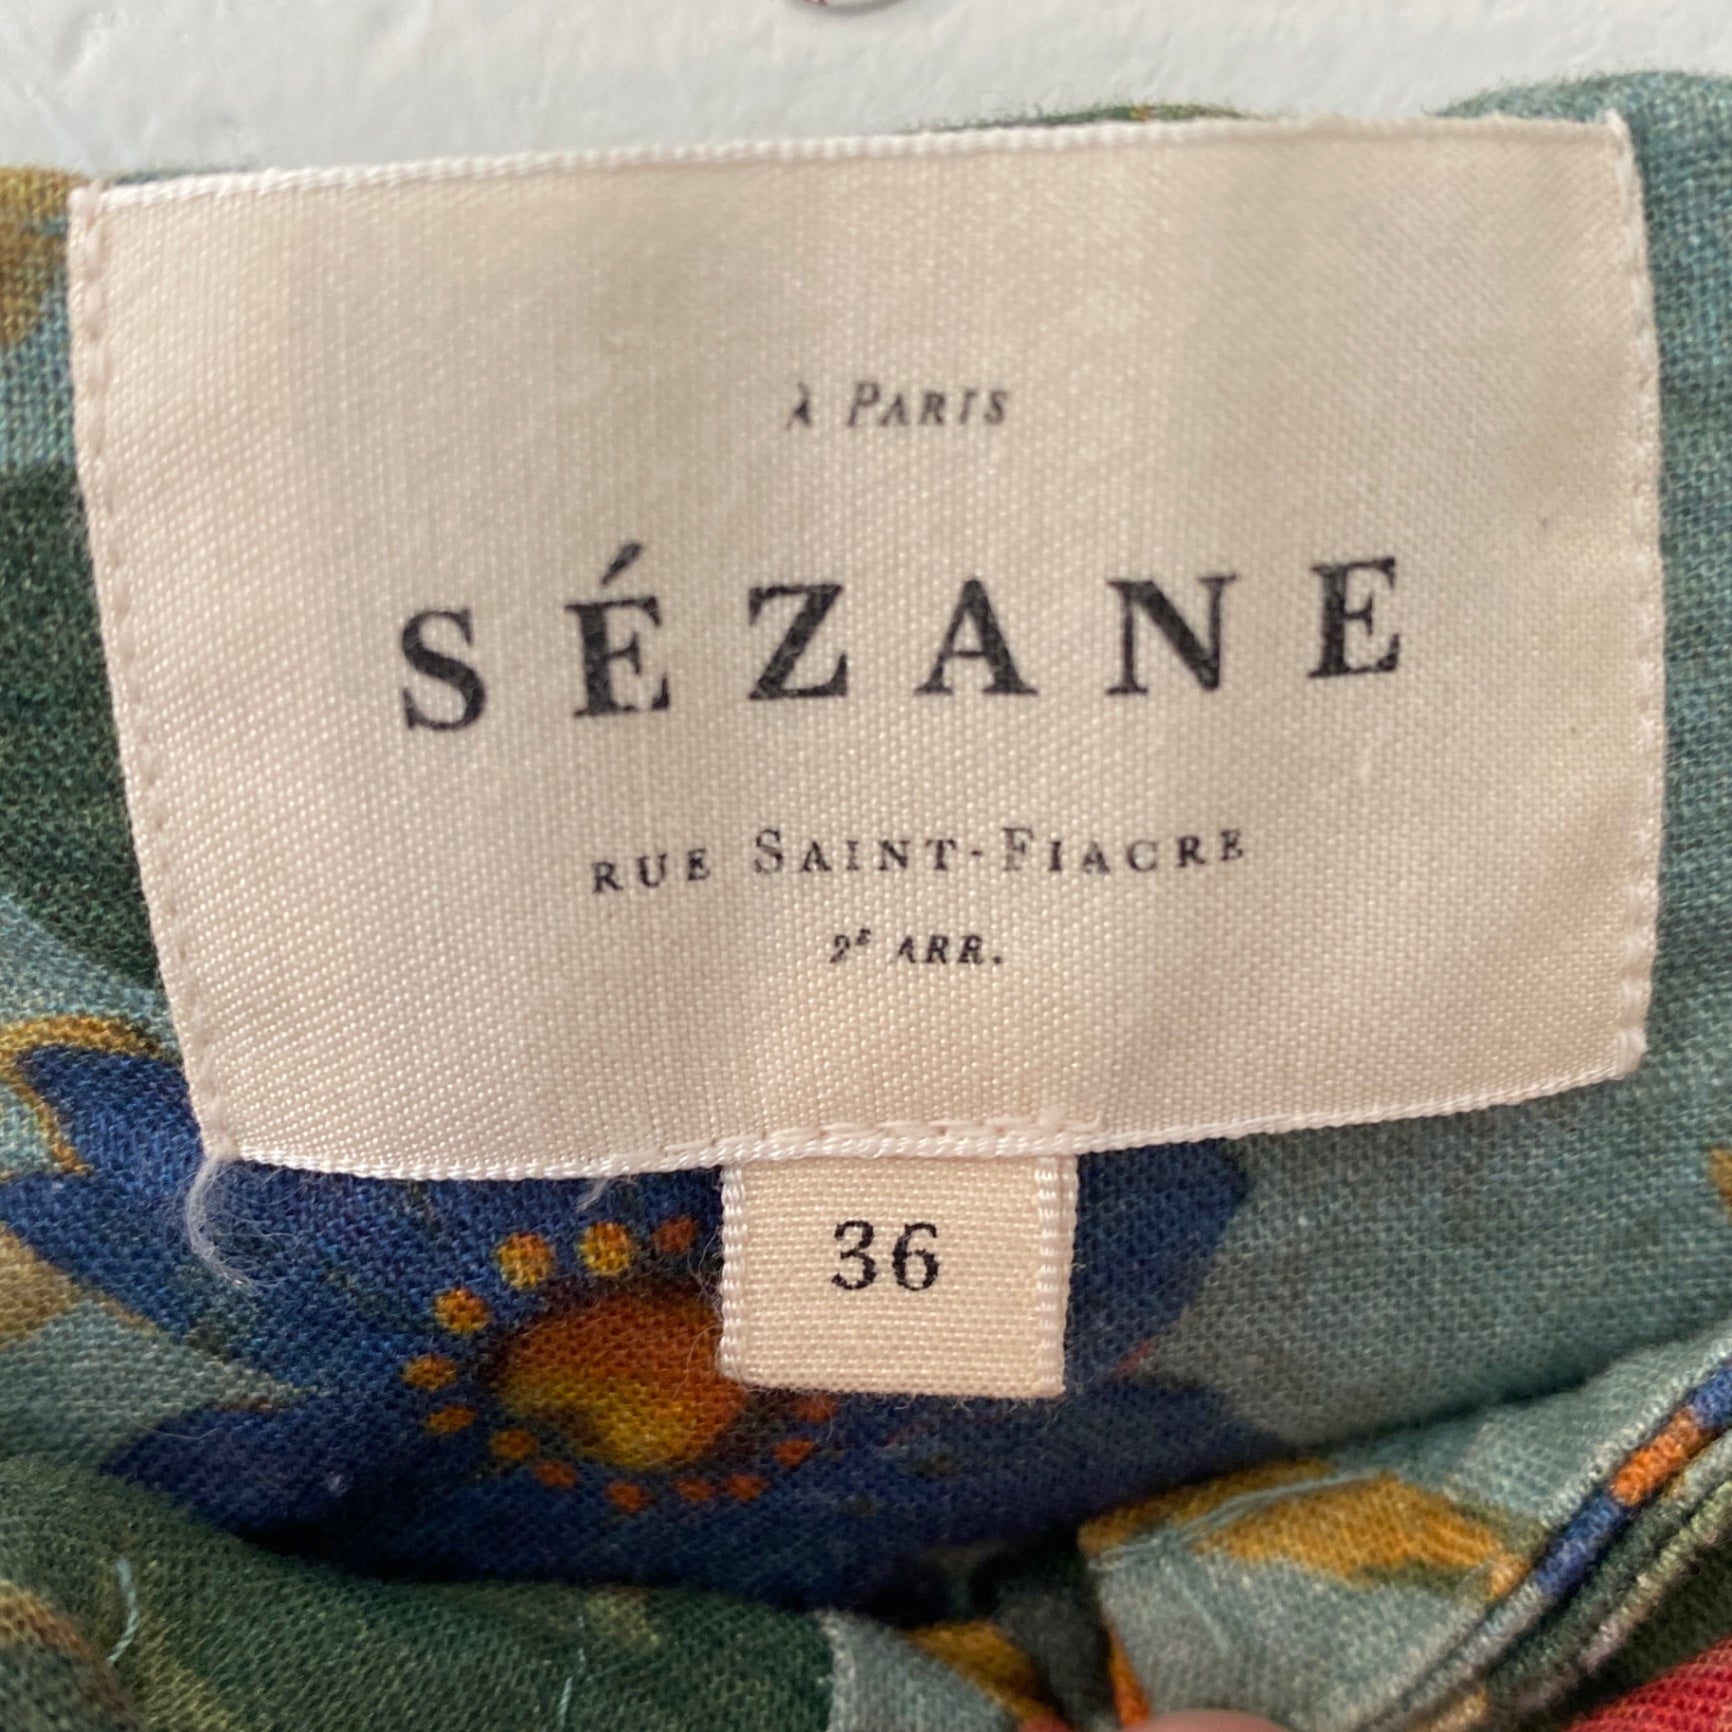 à PARIS
SÉZANE
RUE SAINT-FIACRE
2E ARR.
36